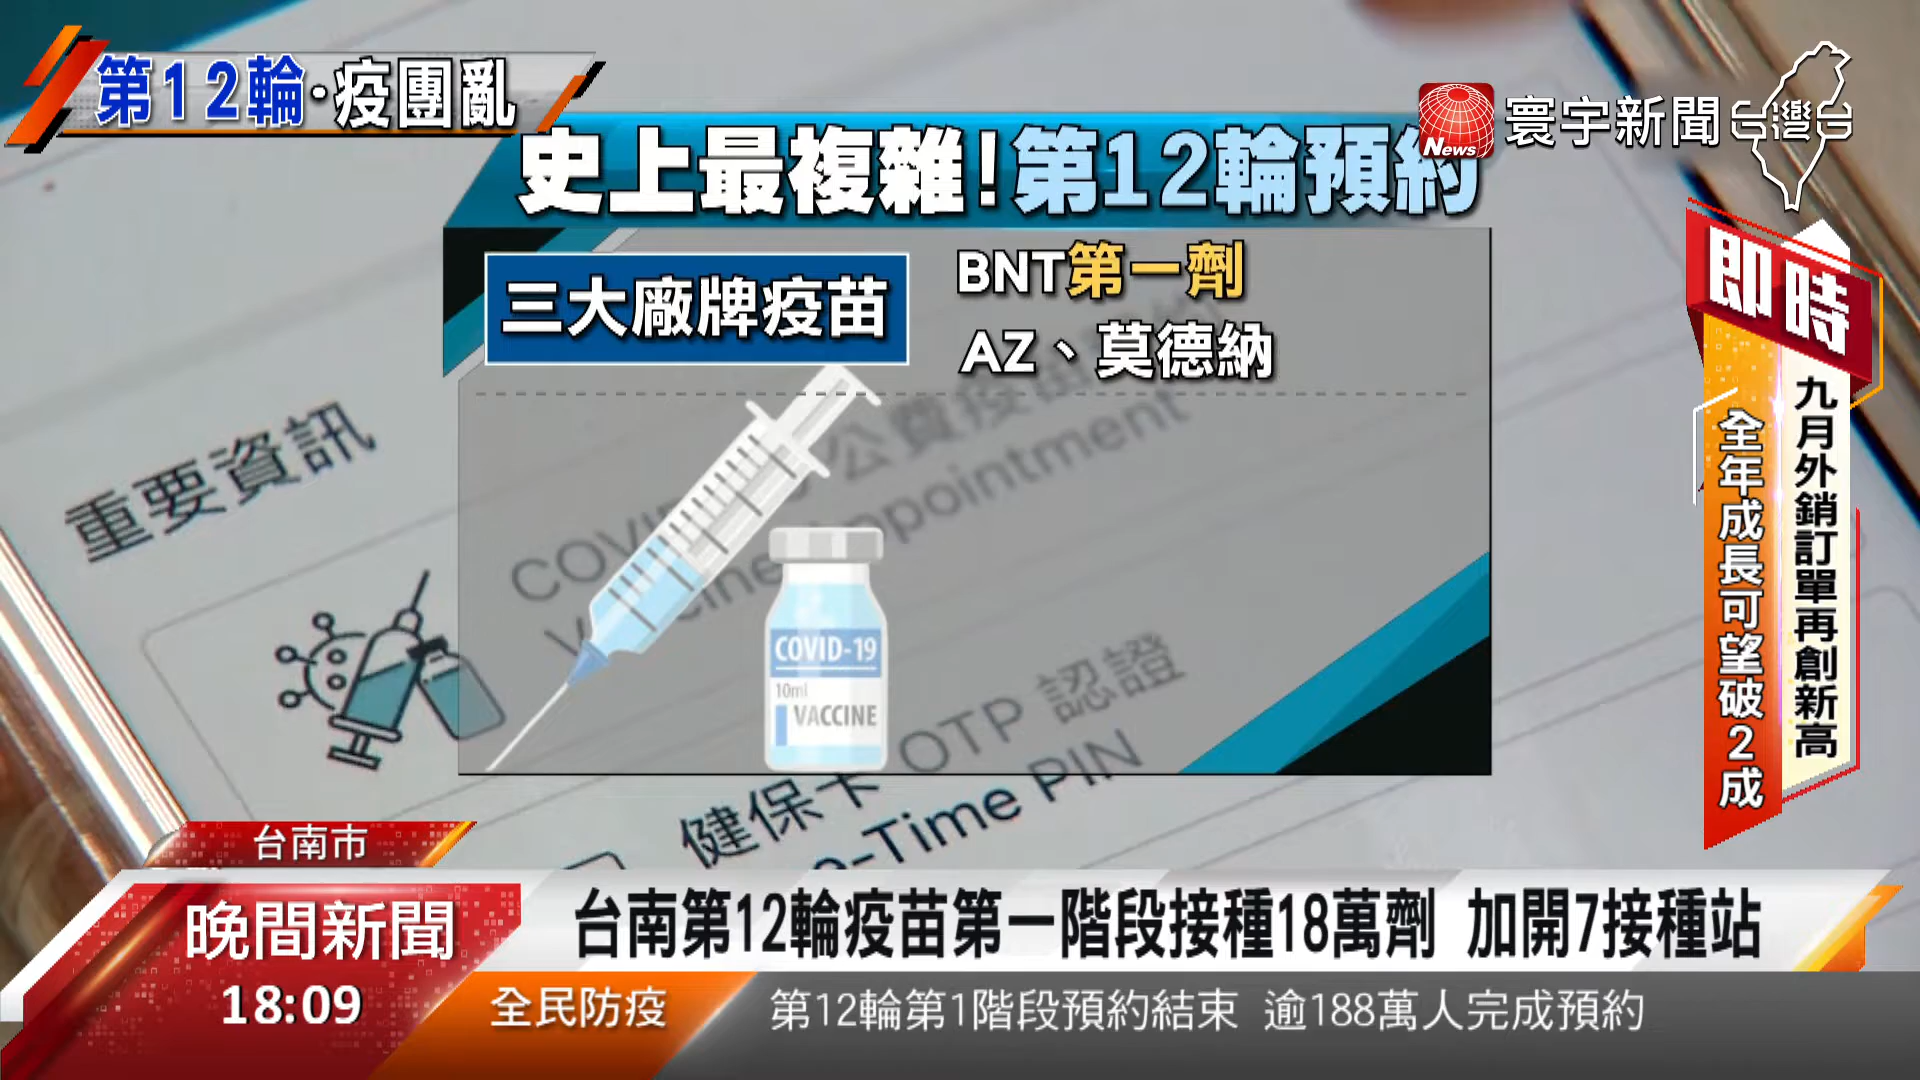 第12輪·疫團亂
史上最複雜!第12輪預約
News
寰宇新聞
台灣
三大廠牌疫苗
BNT第一劑
AZ、莫德納
即時
九月外銷訂單再創新高
全年成長可望破2成
重要資訊
公費疫苗
Appointment
COVID-19
10ml
VACCINE
健保卡 OTP 認證
-Time PIN
台南市
晚間新聞
台南第12輪疫苗第一階段接種18萬劑 加開7接種站
18:09
全民防疫
第12輪第1階段預約結束 逾188萬人完成預約